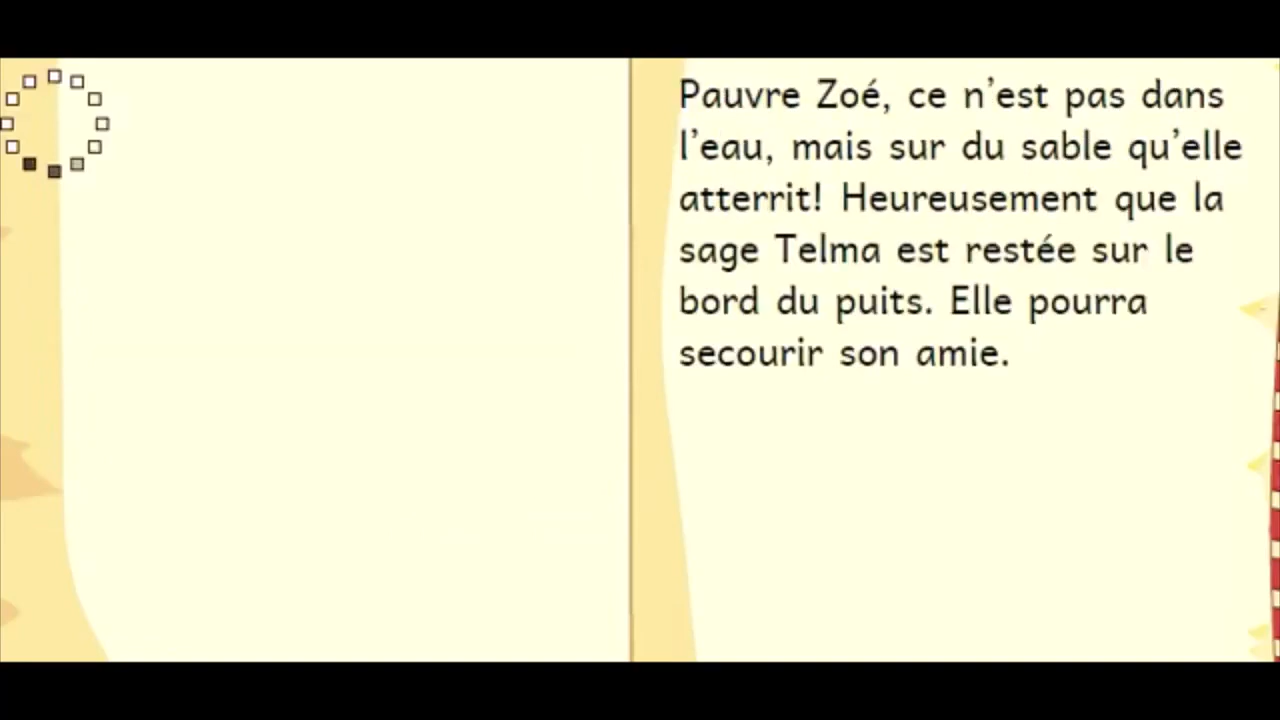 Pauvre Zoé, ce n’est pas dans
l’eau, mais sur du sable qu’elle
atterrit! Heureusement que la
sage Telma est restée sur le
bord du puits. Elle pourra
secourir son amie.